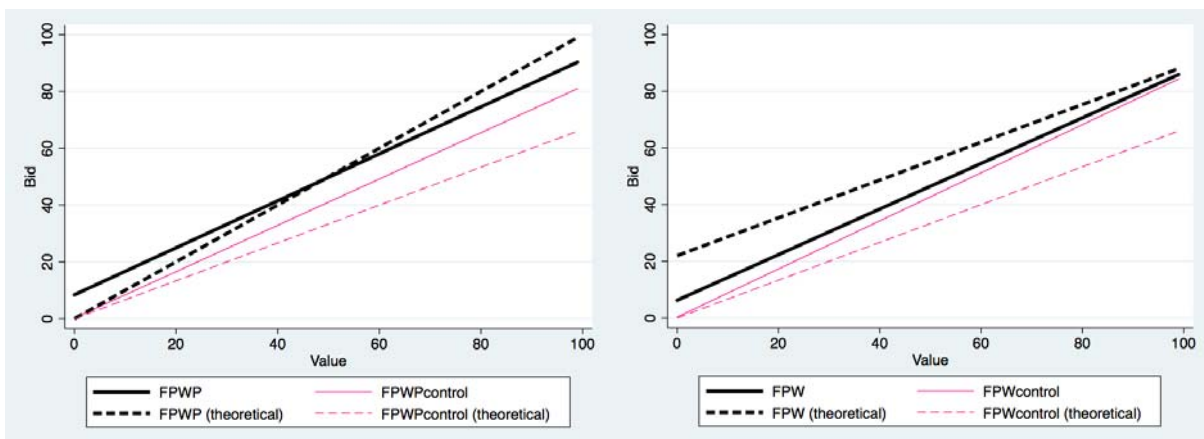 100
80
60
40
20
0
Bid
0 20 40 60 80 100
Value
FPWP FPWPcontrol
FPWP (theoretical) FPWPcontrol (theoretical)
100
80
60
40
20
0
Bid
0 20 40 60 80 100
Value
FPW FPWcontrol
FPW (theoretical) FPWcontrol (theoretical)